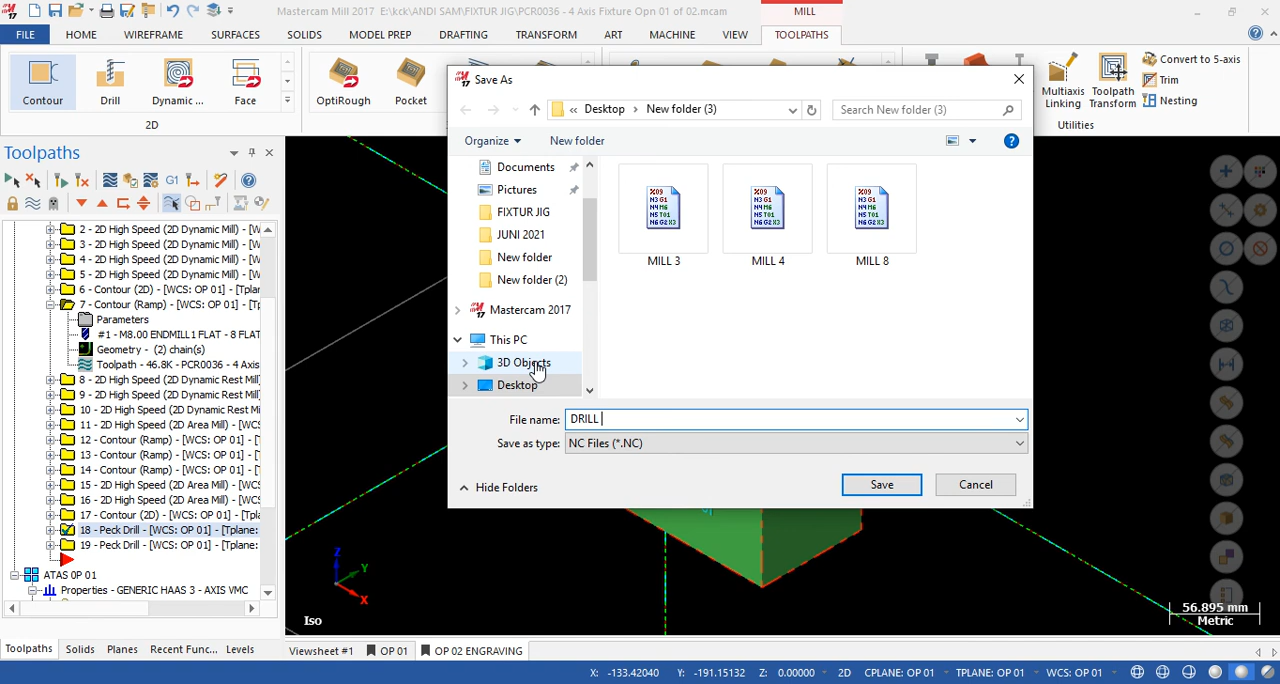 Mastercam Mill 2017 E:\kck\ANDI SAM\FIXTUR JIG\PCR0036 - 4 Axis Fixture Opn 01 of 02.mcam
MILL
FILE HOME WIREFRAME SURFACES SOLIDS MODEL PREP DRAFTING TRANSFORM ART MACHINE VIEW TOOLPATHS
Contour Drill Dynamic ... Face OptiRough Pocket
2D
Multiaxis Linking
Toolpath Transform
Convert to 5-axis
Trim
Nesting
Utilities
Toolpaths
G1
2 - 2D High Speed (2D Dynamic Mill) - [W
3 - 2D High Speed (2D Dynamic Mill) - [W
4 - 2D High Speed (2D Dynamic Mill) - [W
5 - 2D High Speed (2D Dynamic Mill) - [W
6 - Contour (2D) - [WCS: OP 01] - [Tplan
7 - Contour (Ramp) - [WCS: OP 01] - [Tp
Parameters
#1 - M8.00 ENDMILL1 FLAT - 8 FLAT
Geometry - (2) chain(s)
Toolpath - 46.8K - PCR0036 - 4 Axis
8 - 2D High Speed (2D Dynamic Rest Mill
9 - 2D High Speed (2D Dynamic Rest Mill
10 - 2D High Speed (2D Dynamic Rest Mi
11 - 2D High Speed (2D Area Mill) - [WC
12 - Contour (Ramp) - [WCS: OP 01] - [T
13 - Contour (Ramp) - [WCS: OP 01] - [T
14 - Contour (Ramp) - [WCS: OP 01] - [T
15 - 2D High Speed (2D Area Mill) - [WCS
16 - 2D High Speed (2D Area Mill) - [WCS
17 - Contour (2D) - [WCS: OP 01] - [Tpla
18 - Peck Drill - [WCS: OP 01] - [Tplane:
19 - Peck Drill - [WCS: OP 01] - [Tplane:
ATAS OP 01
Properties - GENERIC HAAS 3 - AXIS VMC
Toolpaths Solids Planes Recent Func... Levels
Save As
« Desktop › New folder (3)
Search New folder (3)
Organize New folder
Documents
Pictures
FIXTUR JIG
JUNI 2021
New folder
New folder (2)
Mastercam 2017
This PC
3D Objects
Desktop
MILL 3 MILL 4 MILL 8
File name: DRILL
Save as type: NC Files (*.NC)
Hide Folders
Save Cancel
Z
Y
X
Iso
56.895 mm
Metric
Viewsheet #1 OP 01 OP 02 ENGRAVING
X: -133.42040 Y: -191.15132 Z: 0.00000 2D CPLANE: OP 01 TPLANE: OP 01 WCS: OP 01